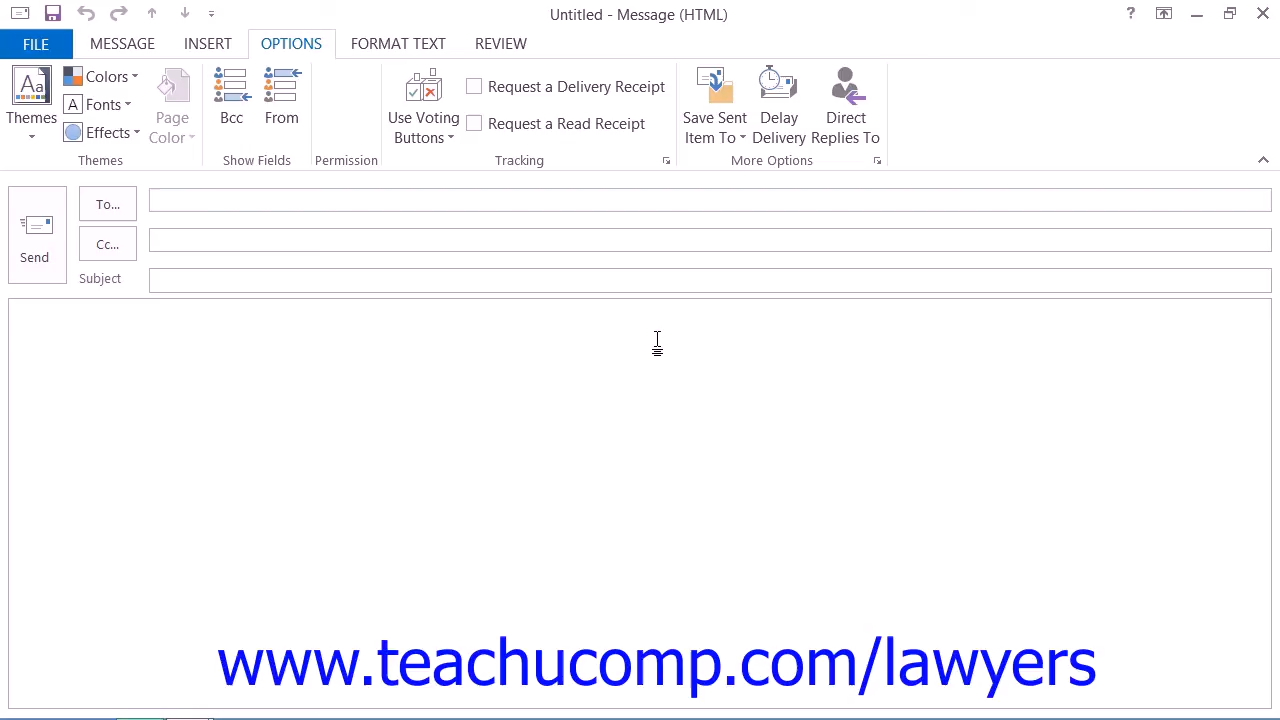 Untitled - Message (HTML)
?
FILE MESSAGE INSERT OPTIONS FORMAT TEXT REVIEW
Aa
Themes
Colors
A Fonts
Effects
Page
Color
Themes
Bcc
From
Show Fields
Permission
Use Voting
Buttons
Request a Delivery Receipt
Request a Read Receipt
Tracking
Save Sent
Item To
Delay
Delivery
Direct
Replies To
More Options
Send
To...
Cc...
Subject
www.teachucomp.com/lawyers